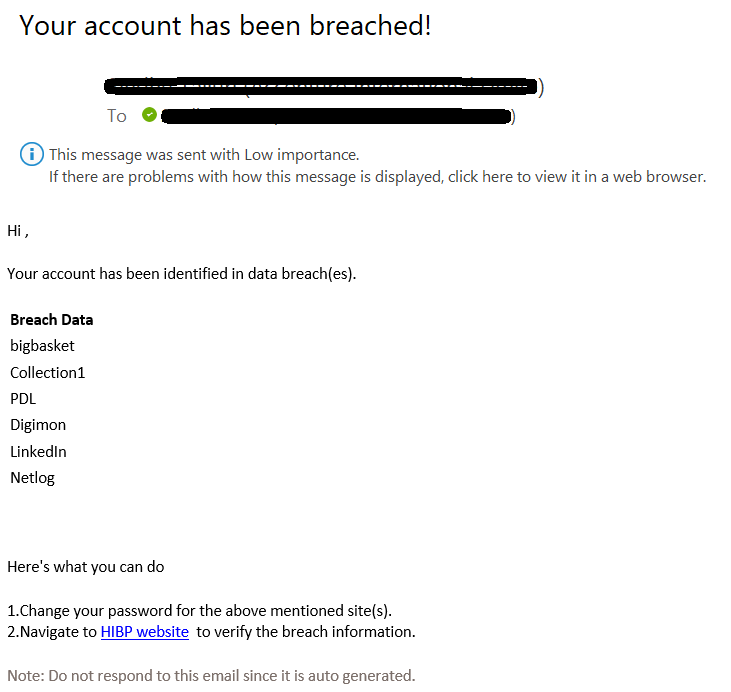 Your account has been breached!
To
This message was sent with Low importance.
If there are problems with how this message is displayed, click here to view it in a web browser.
Hi ,
Your account has been identified in data breach(es).
Breach Data
bigbasket
Collection1
PDL
Digimon
LinkedIn
Netlog
Here's what you can do
1.Change your password for the above mentioned site(s).
2.Navigate to HIBP website to verify the breach information.
Note: Do not respond to this email since it is auto generated.